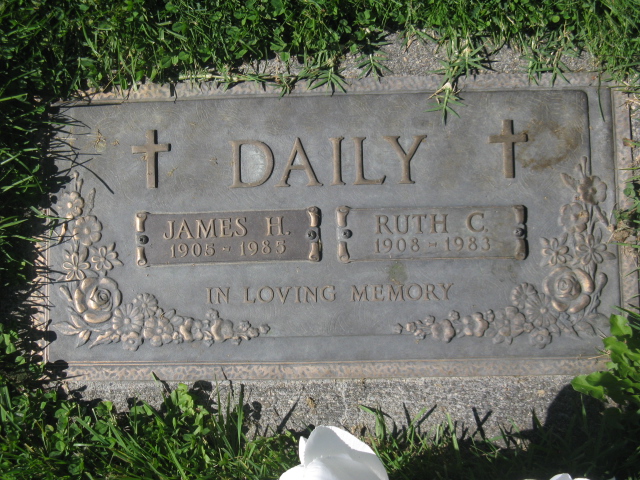 DAILY
JAMES H. RUTH C.
1905 - 1985 1908 - 1983
IN LOVING MEMORY